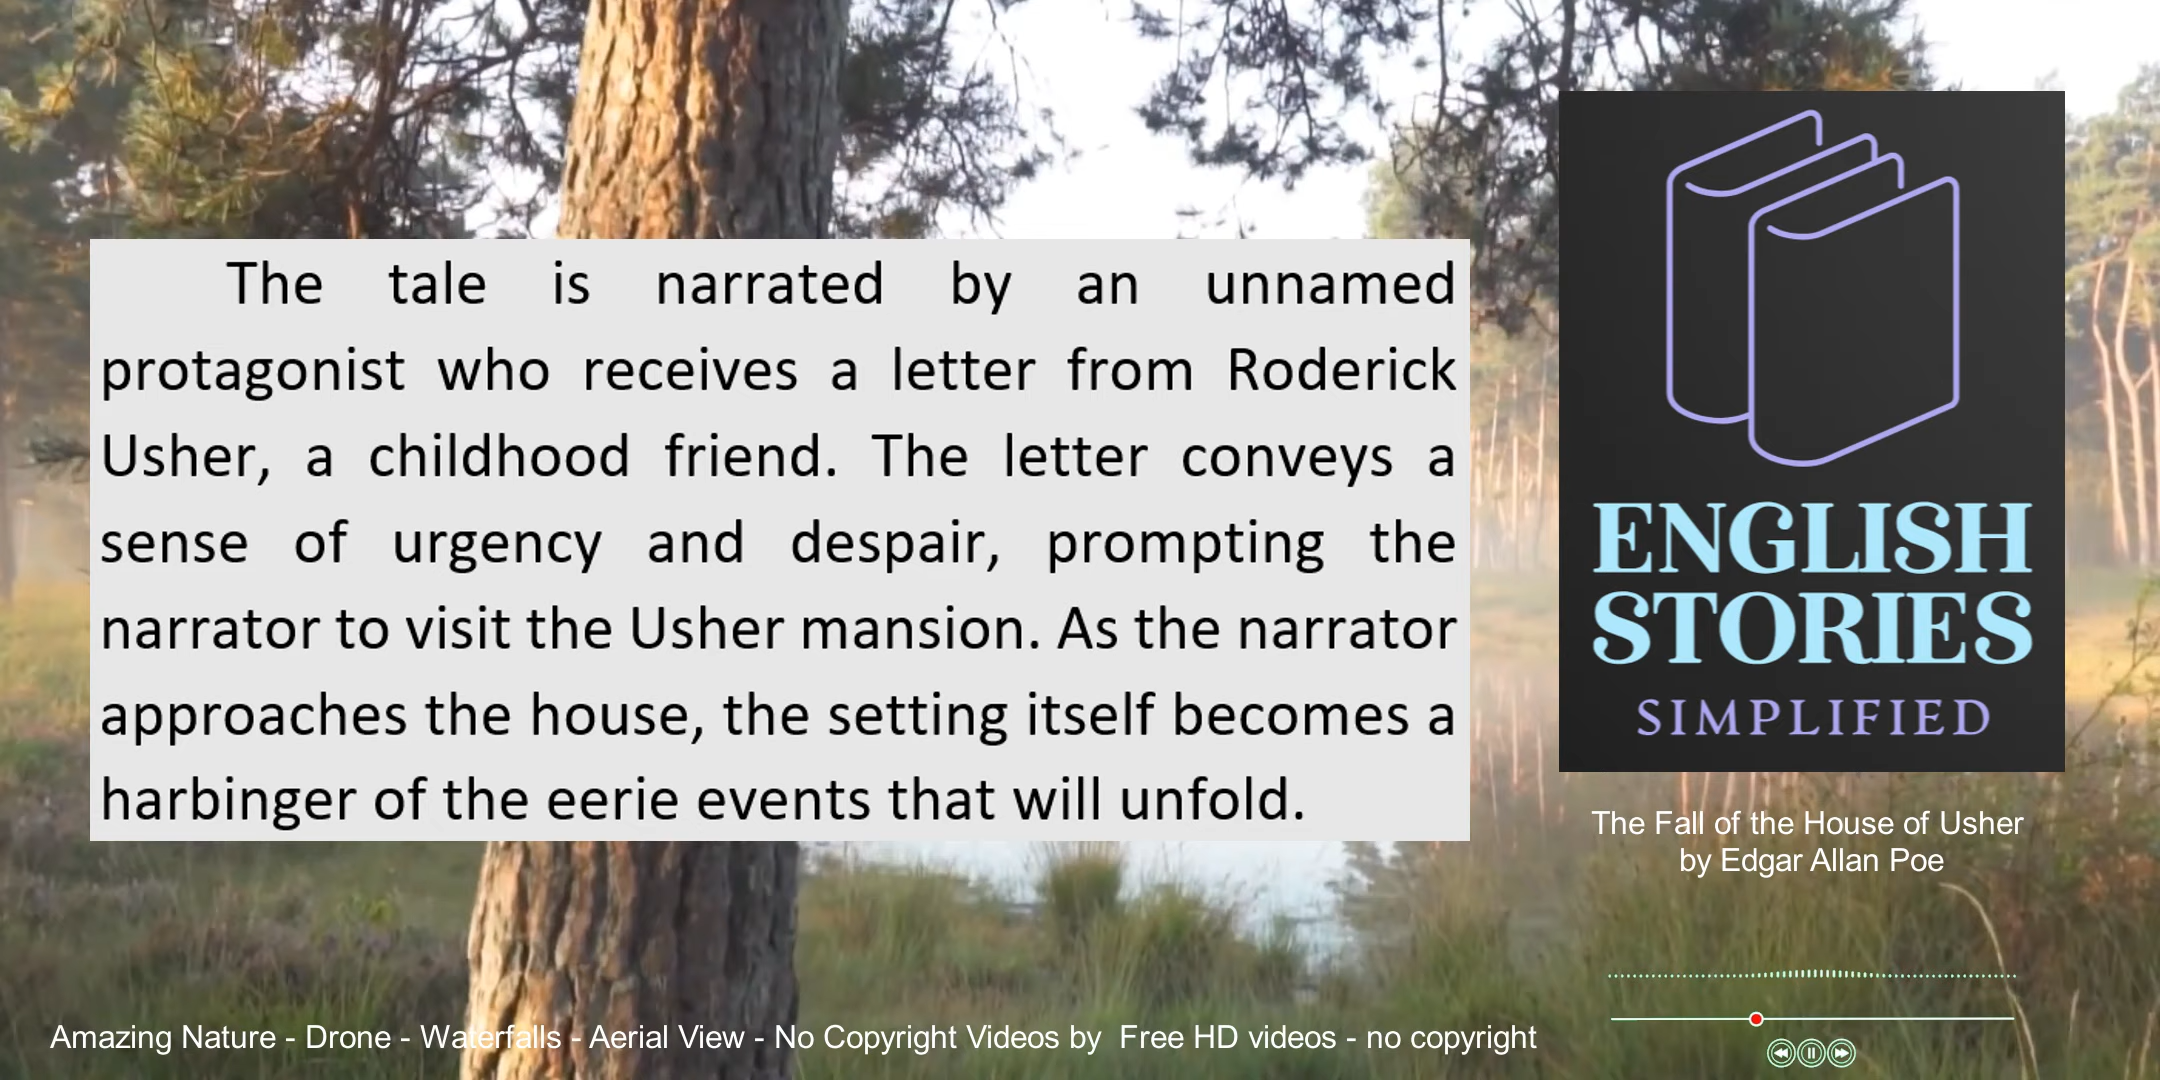 The tale is narrated by an unnamed
protagonist who receives a letter from Roderick
Usher, a childhood friend. The letter conveys a
sense of urgency and despair, prompting the
narrator to visit the Usher mansion. As the narrator
approaches the house, the setting itself becomes a
harbinger of the eerie events that will unfold.
ENGLISH
STORIES
SIMPLIFIED
The Fall of the House of Usher
by Edgar Allan Poe
Amazing Nature - Drone - Waterfalls - Aerial View - No Copyright Videos by  Free HD videos - no copyright